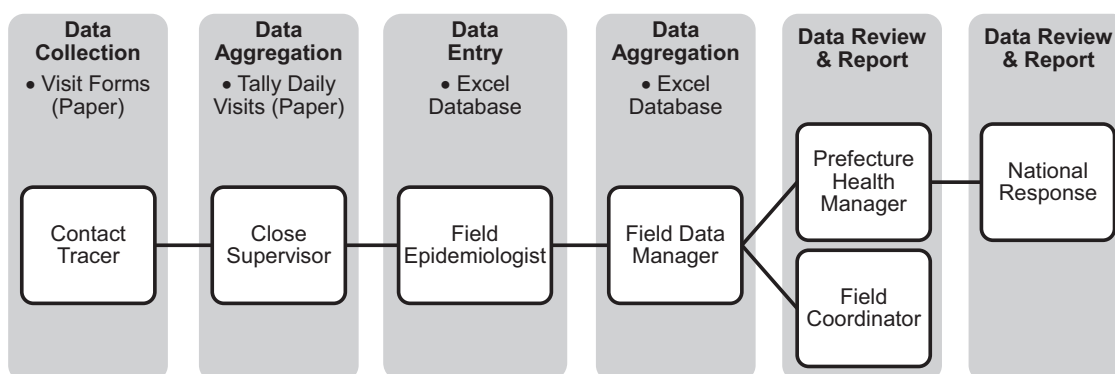 Data
Collection
• Visit Forms
(Paper)
Contact
Tracer
Data
Aggregation
• Tally Daily
Visits (Paper)
Close
Supervisor
Data
Entry
• Excel
Database
Field
Epidemiologist
Data
Aggregation
• Excel
Database
Field Data
Manager
Data Review
& Report
Prefecture
Health
Manager
Field
Coordinator
Data Review
& Report
National
Response